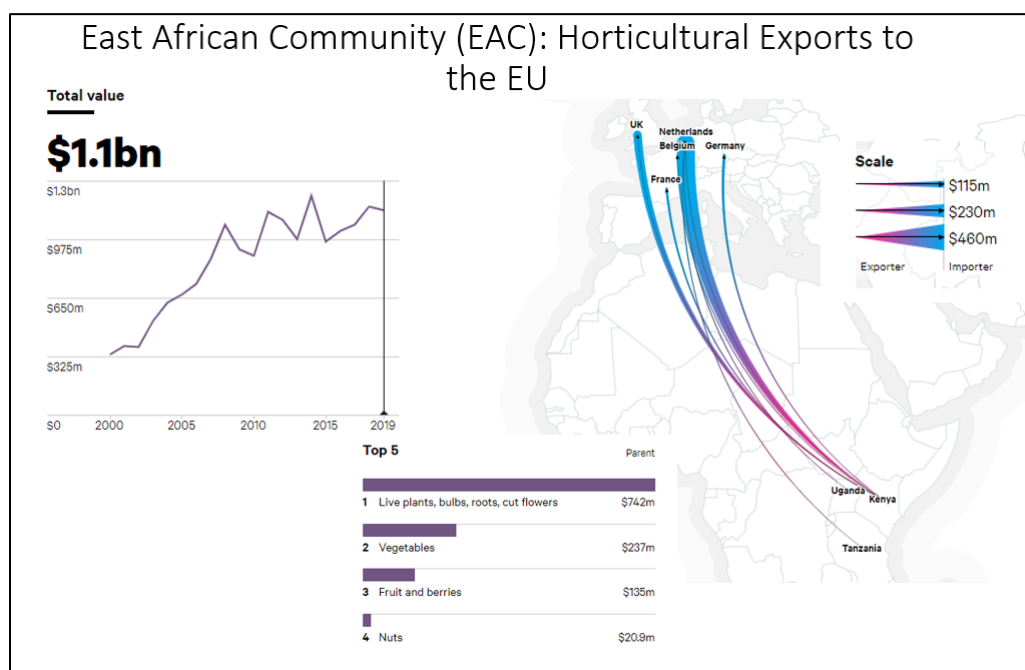 East African Community (EAC): Horticultural Exports to
the EU
Total value
$1.1bn
$1.3bn
$975m
$650m
$325m
$0 2000 2005 2010 2015 2019
UK
Netherlands
Belgium
Germany
France
Uganda
Kenya
Tanzania
Scale
$115m
$230m
$460m
Exporter Importer
Top 5 Parent
1 Live plants, bulbs, roots, cut flowers $742m
2 Vegetables $237m
3 Fruit and berries $135m
4 Nuts $20.9m